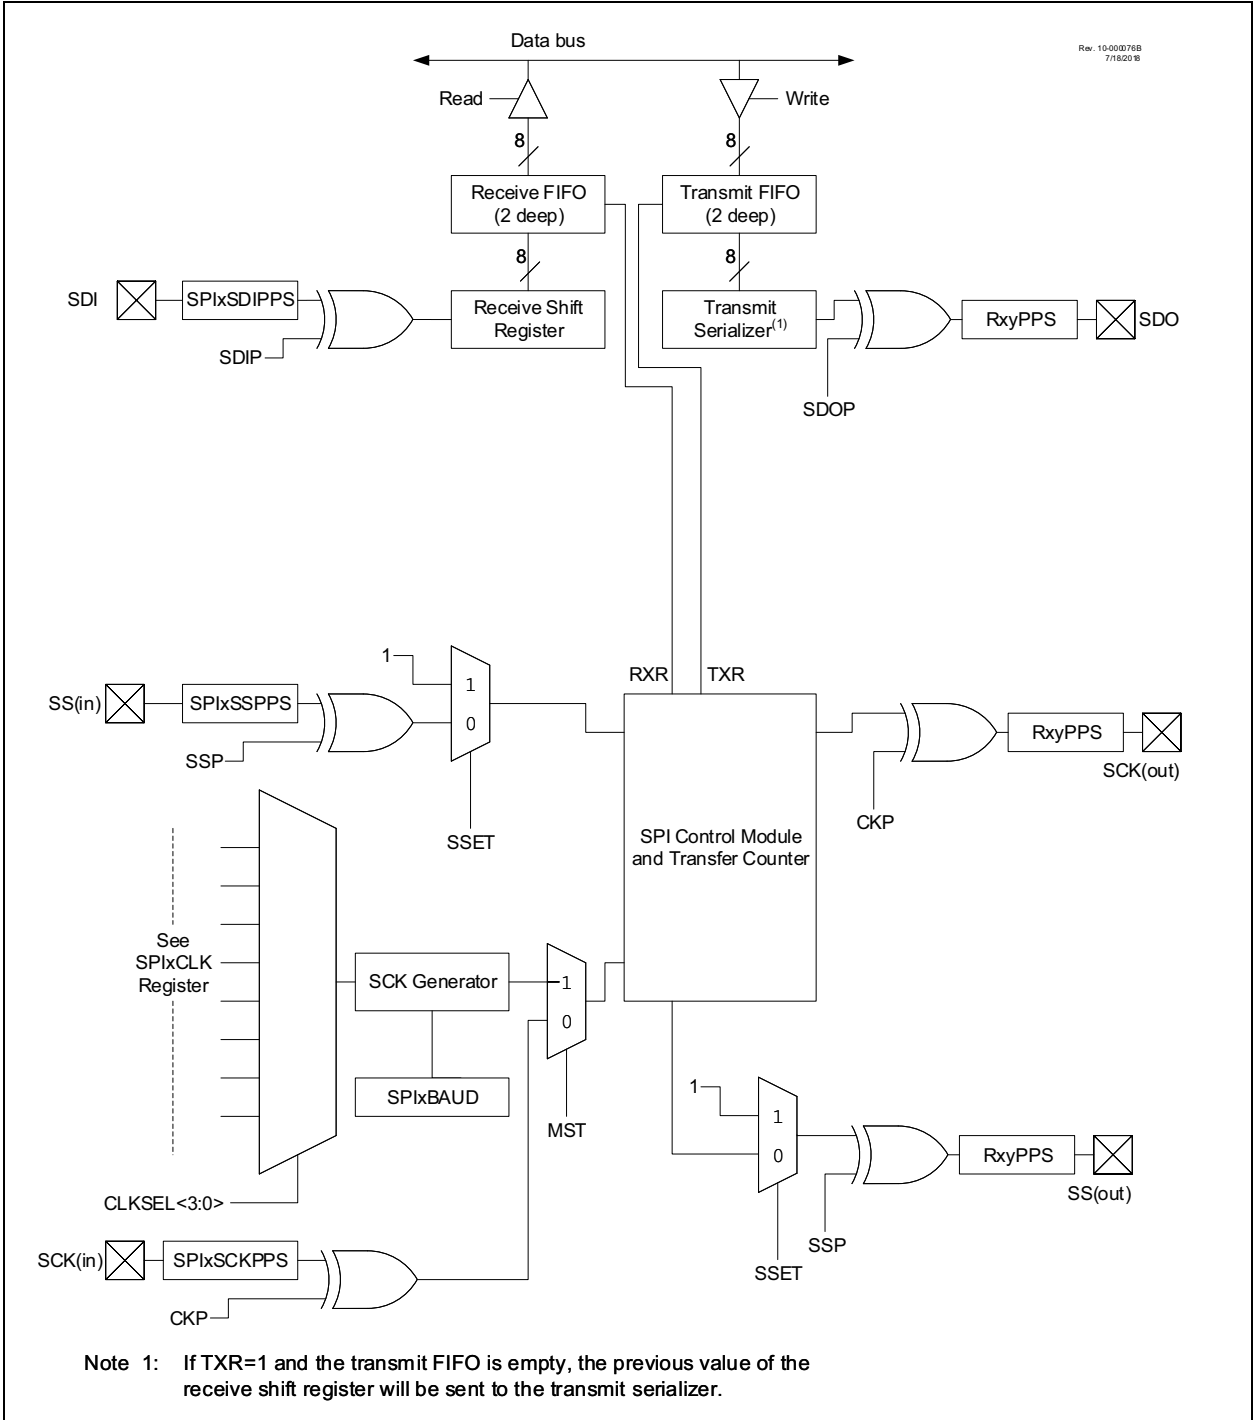 Data bus
Rev. 10-000076B
7/18/2018
Read
Write
8
8
Receive FIFO
(2 deep)
Transmit FIFO
(2 deep)
8
8
SDI
SPIxSDIPPS
SDIP
Receive Shift
Register
Transmit
Serializer(1)
SDOP
RxyPPS
SDO
RXR
TXR
1
SS(in)
SPIxSSPPS
SSP
1
0
SSET
SPI Control Module
and Transfer Counter
CKP
RxyPPS
SCK(out)
See
SPIxCLK
Register
SCK Generator
SPIxBAUD
1
0
MST
CLKSEL<3:0>
1
1
0
SSET
SSP
RxyPPS
SS(out)
SCK(in)
SPIxSCKPPS
CKP
Note 1: If TXR=1 and the transmit FIFO is empty, the previous value of the
receive shift register will be sent to the transmit serializer.